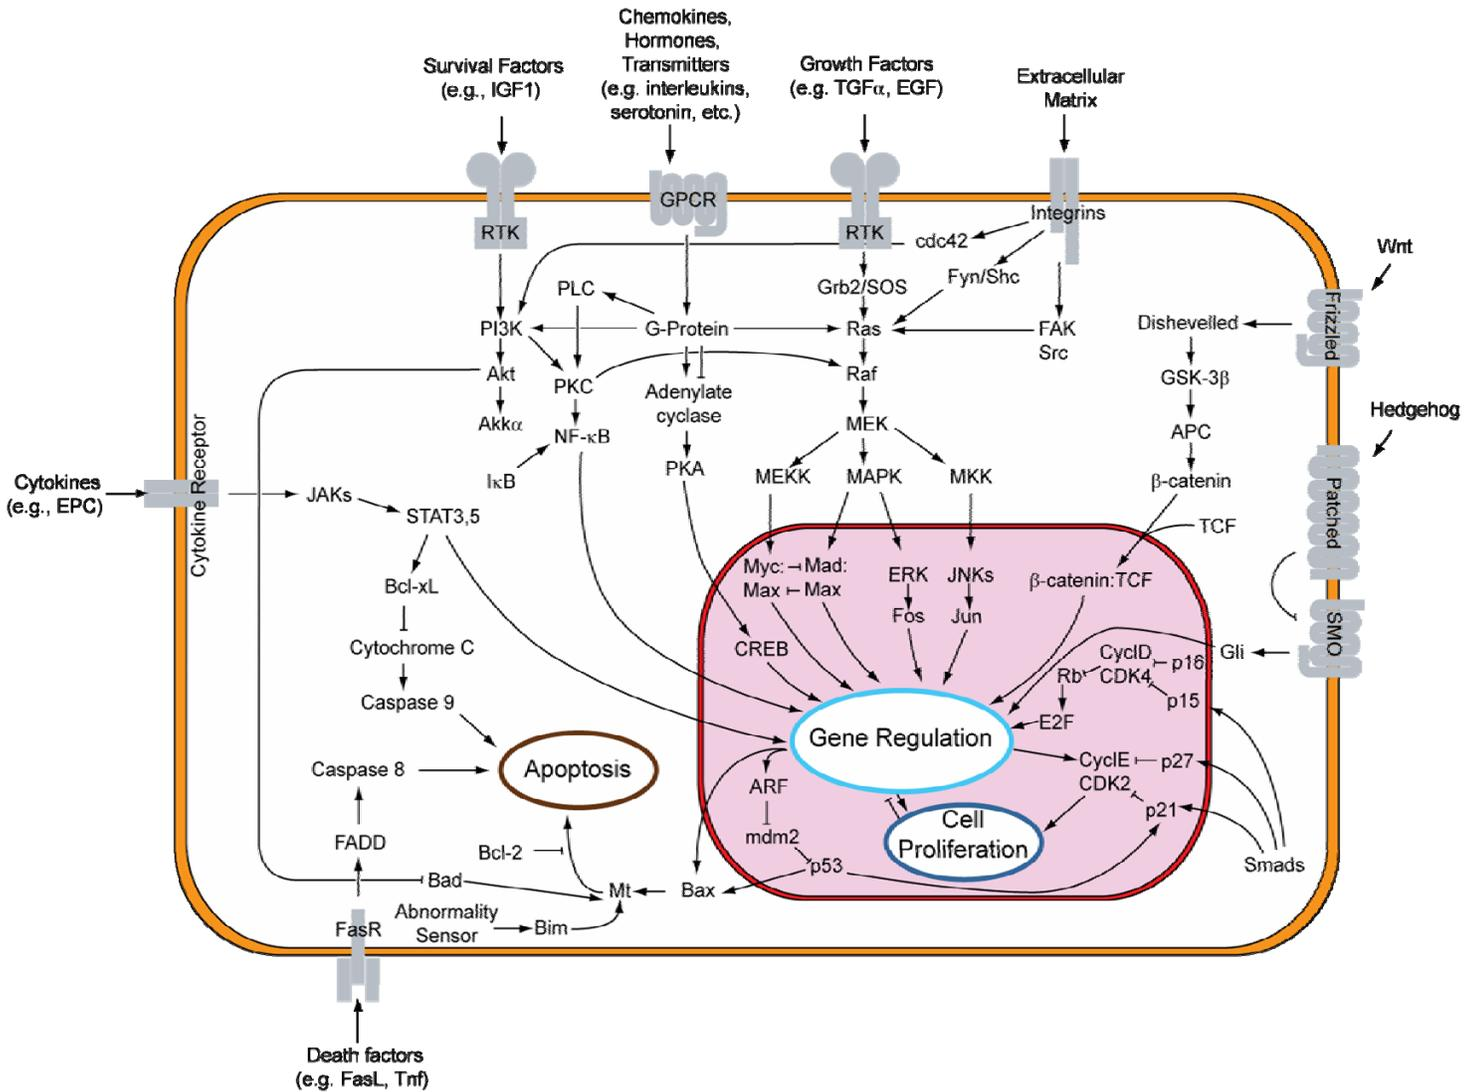 Chemokines,
Hormones,
Transmitters
(e.g. interleukins,
serotonin, etc.)
Survival Factors
(e.g., IGF1)
Growth Factors
(e.g. TGFα, EGF)
Extracellular
Matrix
RTK
GPCR
RTK
Integrins
cdc42
Fyn/Shc
Wnt
Frizzled
PLC
Grb2/SOS
PI3K
G-Protein
Ras
FAK
Src
Dishevelled
Akt
PKC
Raf
GSK-3β
Adenylate
cyclase
Akkα
NF-κB
MEK
APC
Hedgehog
Patched
IκB
PKA
MEKK
MAPK
MKK
β-catenin
TCF
Cytokines
(e.g., EPC)
Cytokine Receptor
JAKs
STAT3,5
Bcl-xL
Cytochrome C
Caspase 9
Myc:
Max
Mad:
Max
ERK
JNKs
Fos
Jun
β-catenin:TCF
CREB
SMO
Gli
CyclD
CDK4
p16
p15
Rb
E2F
Gene Regulation
CyclE
CDK2
p27
p21
Caspase 8
Apoptosis
ARF
mdm2
p53
Cell
Proliferation
Smads
FADD
Bcl-2
Bad
Mt
Bax
Abnormality
Sensor
Bim
FasR
Death factors
(e.g. FasL, Tnf)